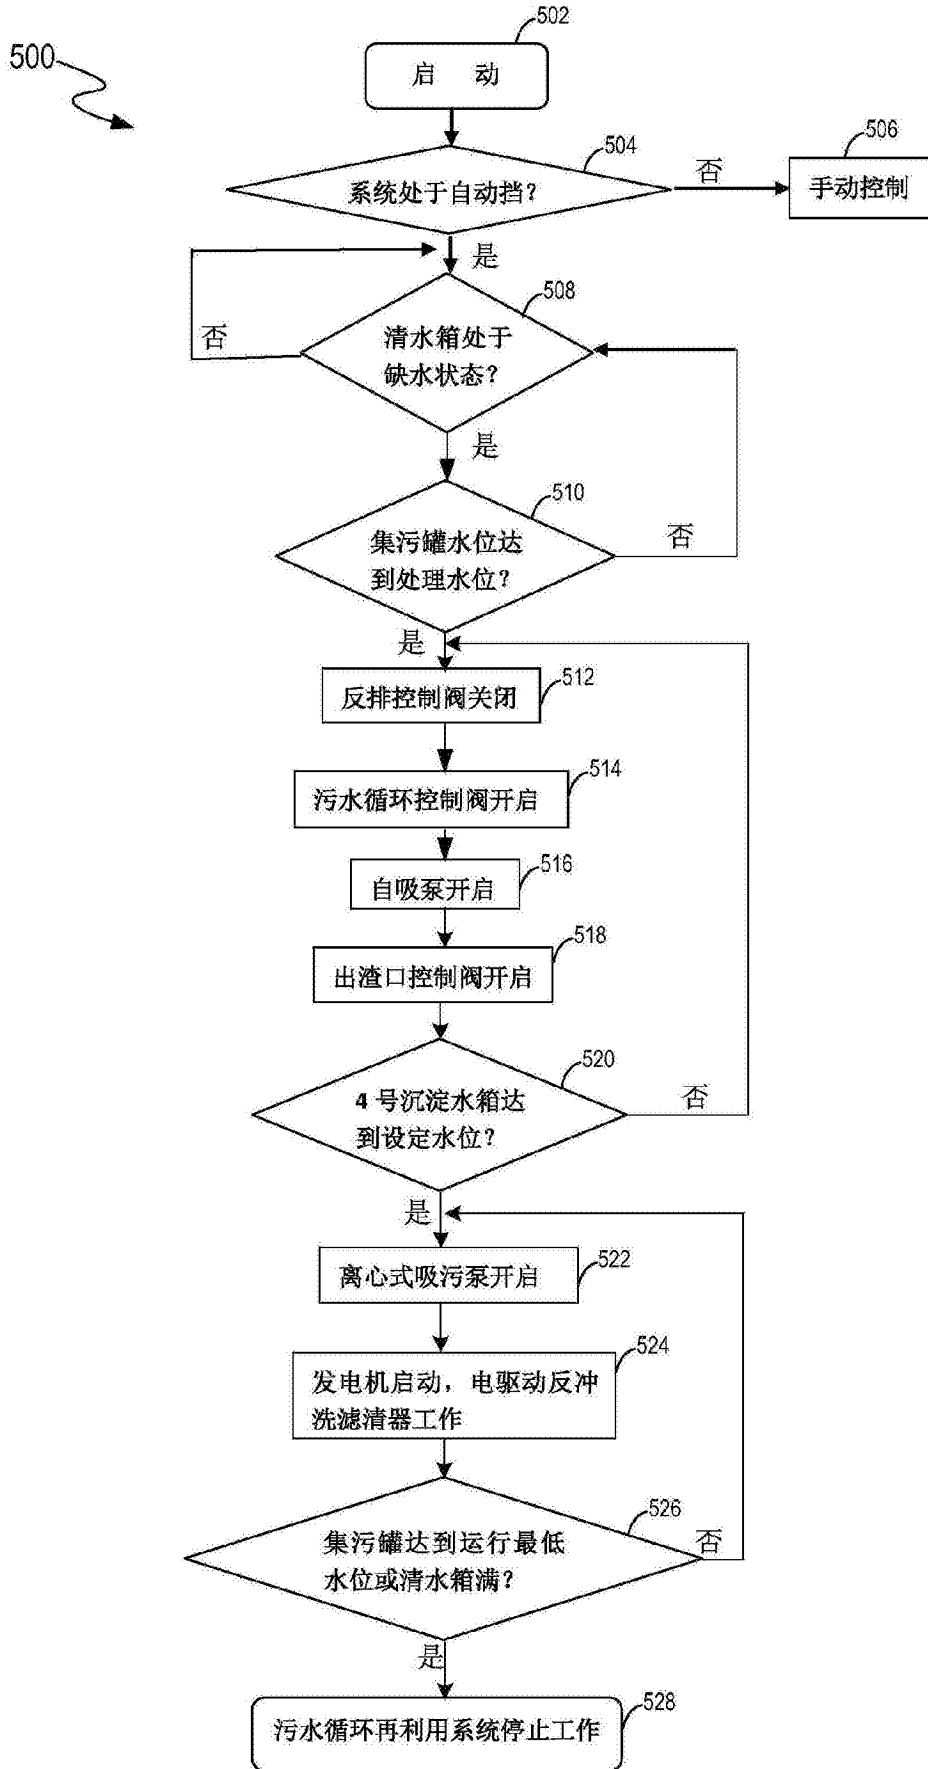 500
502
启 动
504
系统处于自动挡？
否
506
手动控制
是
508
清水箱处于
缺水状态？
否
是
510
集污罐水位达
到处理水位？
否
是
512
反排控制阀关闭
514
污水循环控制阀开启
516
自吸泵开启
518
出渣口控制阀开启
520
4 号沉淀水箱达
到设定水位？
否
是
522
离心式吸污泵开启
524
发电机启动，电驱动反冲
洗滤清器工作
526
集污罐达到运行最低
水位或清水箱满？
否
是
528
污水循环再利用系统停止工作